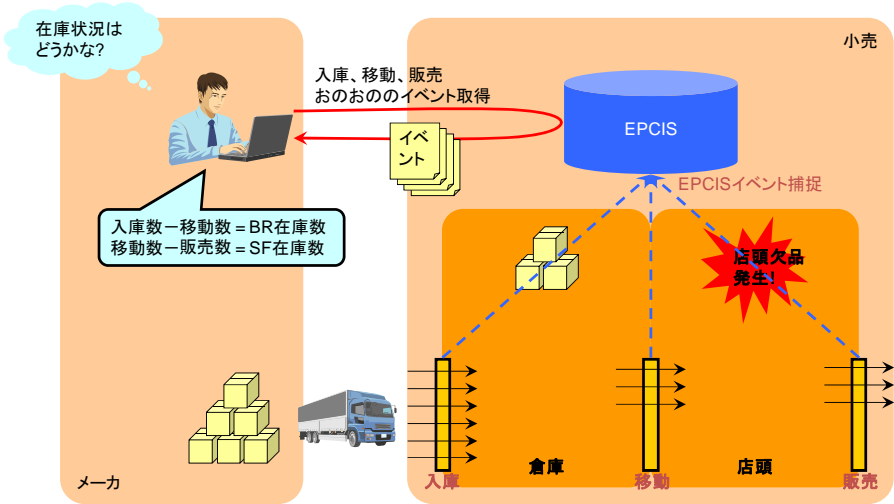 在庫状況は
どうかな?
小売
入庫、移動、販売
おのおののイベント取得
EPCIS
イベ
ント
EPCISイベント捕捉
入庫数－移動数＝BR在庫数
移動数－販売数＝SF在庫数
店頭欠品
発生!
倉庫
店頭
メーカ
入庫
移動
販売